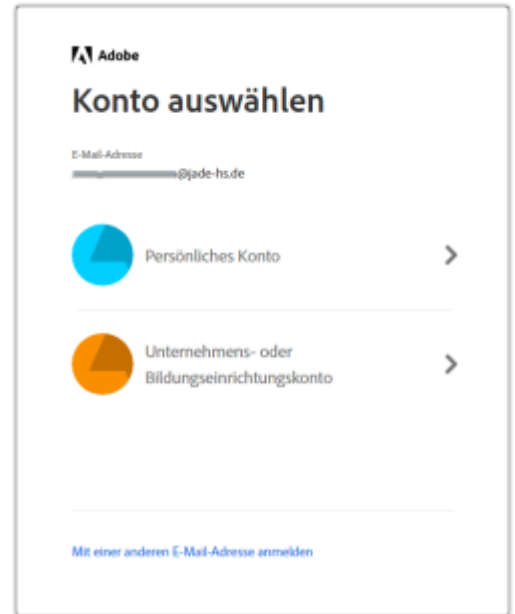 Adobe
Konto auswählen
E-Mail-Adresse
@jade-hs.de
Persönliches Konto
Unternehmens- oder
Bildungseinrichtungskonto
Mit einer anderen E-Mail-Adresse anmelden